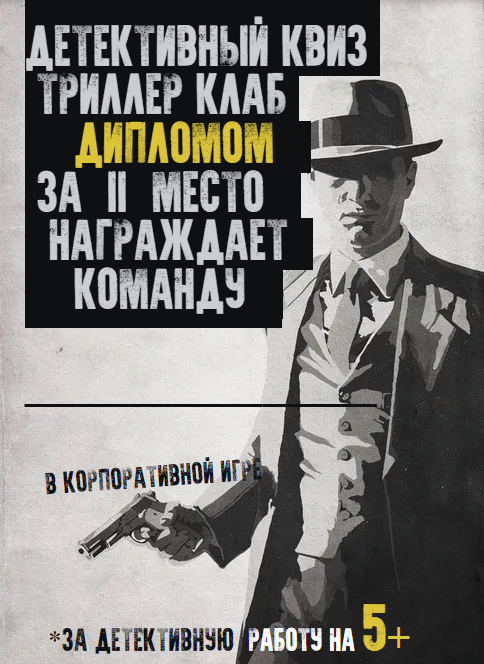 ДЕТЕКТИВНЫЙ КВИЗ
ТРИЛЛЕР КЛАБ
ДИПЛОМОМ
ЗА II МЕСТО
НАГРАЖДАЕТ
КОМАНДУ
В КОРПОРАТИВНОЙ ИГРЕ
*ЗА ДЕТЕКТИВНУЮ РАБОТУ НА 5+